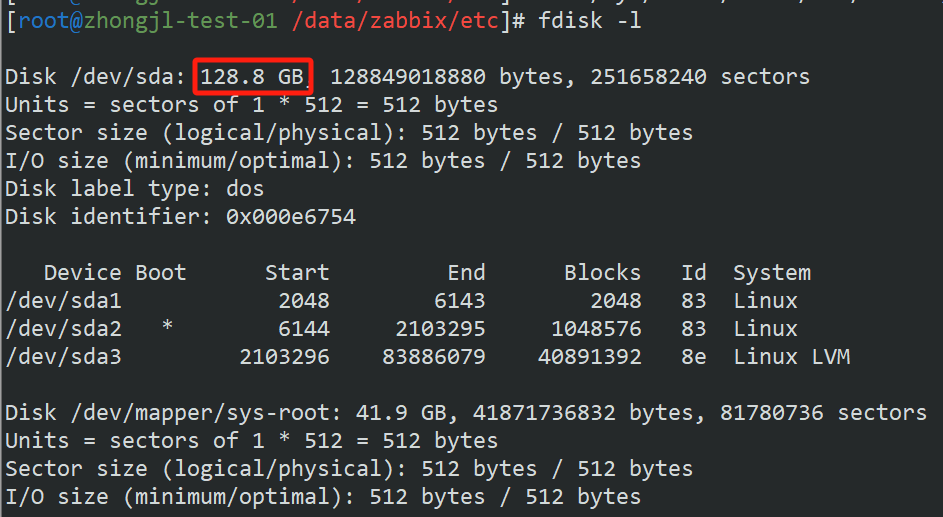 [root@zhongjl-test-01 /data/zabbix/etc]# fdisk -l
Disk /dev/sda: 128.8 GB, 128849018880 bytes, 251658240 sectors
Units = sectors of 1 * 512 = 512 bytes
Sector size (logical/physical): 512 bytes / 512 bytes
I/O size (minimum/optimal): 512 bytes / 512 bytes
Disk label type: dos
Disk identifier: 0x000e6754
Device Boot Start End Blocks Id System
/dev/sda1 2048 6143 2048 83 Linux
/dev/sda2 * 6144 2103295 1048576 83 Linux
/dev/sda3 2103296 83886079 40891392 8e Linux LVM
Disk /dev/mapper/sys-root: 41.9 GB, 41871736832 bytes, 81780736 sectors
Units = sectors of 1 * 512 = 512 bytes
Sector size (logical/physical): 512 bytes / 512 bytes
I/O size (minimum/optimal): 512 bytes / 512 bytes